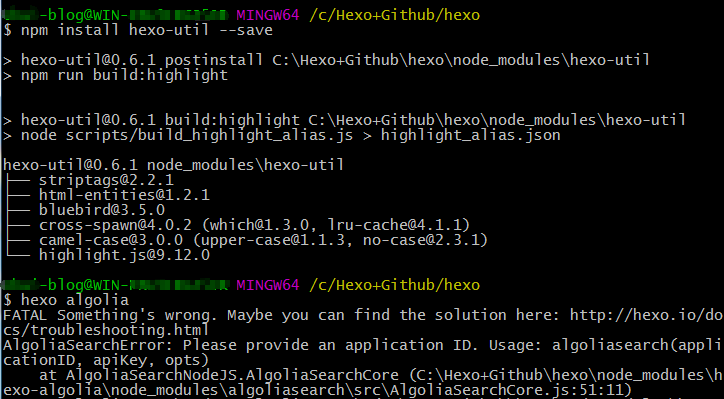 -blog@WIN- MINGW64 /c/Hexo+Github/hexo
$ npm install hexo-util --save
> hexo-util@0.6.1 postinstall C:\Hexo+Github\hexo\node_modules\hexo-util
> npm run build:highlight
> hexo-util@0.6.1 build:highlight C:\Hexo+Github\hexo\node_modules\hexo-util
> node scripts/build_highlight_alias.js > highlight_alias.json
hexo-util@0.6.1 node_modules\hexo-util
├── striptags@2.2.1
├── html-entities@1.2.1
├── bluebird@3.5.0
├── cross-spawn@4.0.2 (which@1.3.0, lru-cache@4.1.1)
├── camel-case@3.0.0 (upper-case@1.1.3, no-case@2.3.1)
└── highlight.js@9.12.0
-blog@WIN- MINGW64 /c/Hexo+Github/hexo
$ hexo algolia
FATAL Something's wrong. Maybe you can find the solution here: http://hexo.io/do
cs/troubleshooting.html
AlgoliaSearchError: Please provide an application ID. Usage: algoliasearch(appli
cationID, apiKey, opts)
    at AlgoliaSearchNodeJS.AlgoliaSearchCore (C:\Hexo+Github\hexo\node_modules\h
exo-algolia\node_modules\algoliasearch\src\AlgoliaSearchCore.js:51:11)